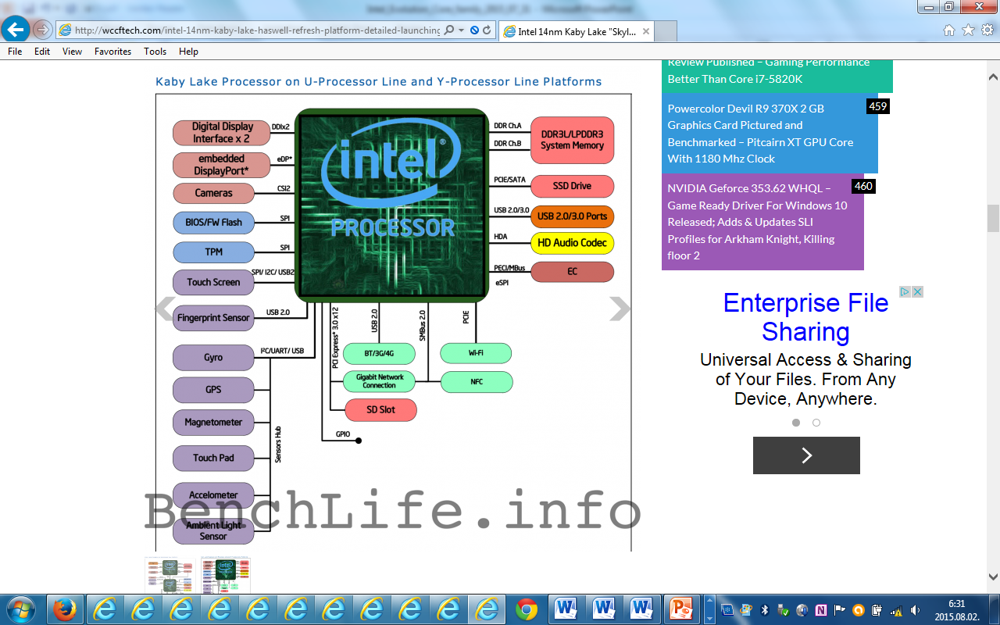 http://wccftech.com/intel-14nm-kaby-lake-haswell-refresh-platform-detailed-launching
Intel 14nm Kaby Lake "Skyl...
File Edit View Favorites Tools Help
Kaby Lake Processor on U-Processor Line and Y-Processor Line Platforms
Digital Display
Interface x 2
DDIx2
embedded
DisplayPort*
eDP*
Cameras
CSI2
BIOS/FW Flash
SPI
TPM
SPI
Touch Screen
SPI/ I2C/ USB2
Fingerprint Sensor
USB 2.0
Gyro
I²C/UART/ USB
GPS
Magnetometer
Touch Pad
Accelometer
Ambient Light
Sensor
Sensors Hub
intel®
PROCESSOR
DDR Ch.A
DDR Ch.B
DDR3L/LPDDR3
System Memory
PCIE/SATA
SSD Drive
USB 2.0/3.0
USB 2.0/3.0 Ports
HDA
HD Audio Codec
PECI/MBus
eSPI
EC
PCI Express* 3.0 x12
USB 2.0
SMBus 2.0
PCIE
BT/3G/4G
Wi-Fi
Gigabit Network
Connection
NFC
SD Slot
GPIO
BenchLife.info
Review Published – Gaming Performance
Better Than Core i7-5820K
Powercolor Devil R9 370X 2 GB
Graphics Card Pictured and
Benchmarked – Pitcairn XT GPU Core
With 1180 Mhz Clock
459
NVIDIA Geforce 353.62 WHQL –
Game Ready Driver For Windows 10
Released; Adds & Updates SLI
Profiles for Arkham Knight, Killing
floor 2
460
Enterprise File
Sharing
Universal Access & Sharing
of Your Files. From Any
Device, Anywhere.
6:31
2015.08.02.